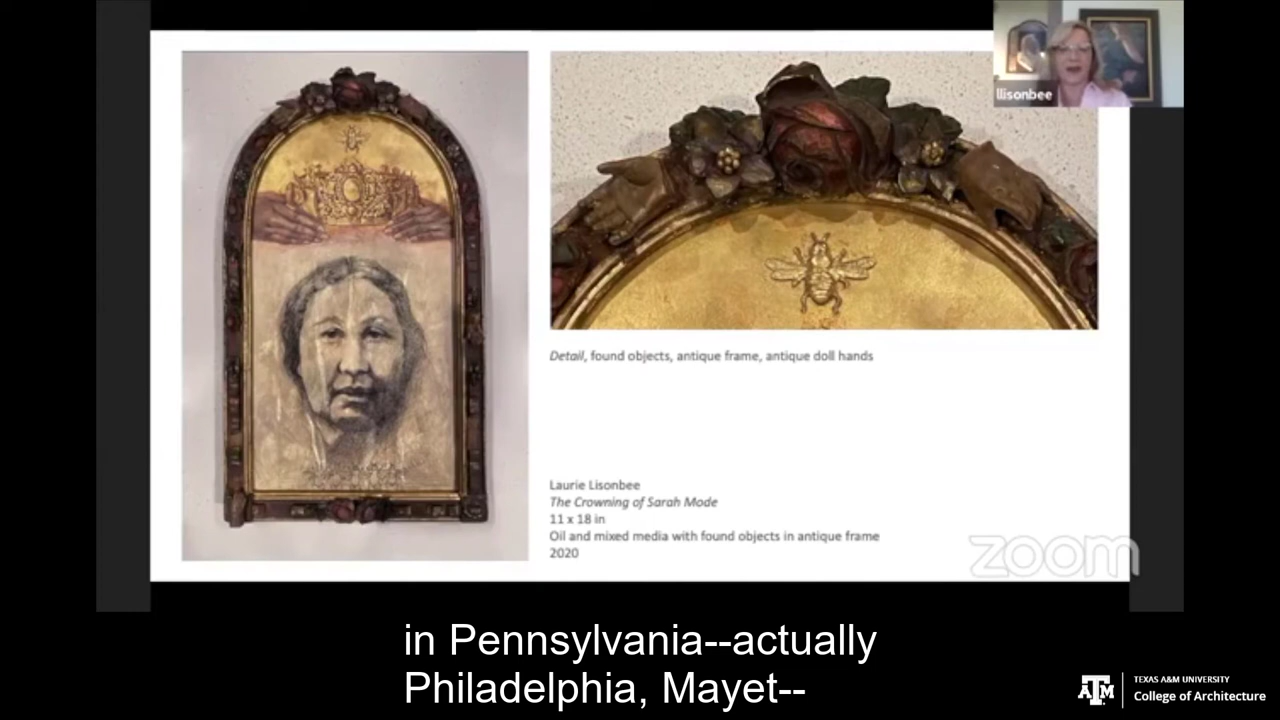 llisonbee
Detail, found objects, antique frame, antique doll hands
Laurie Lisonbee
The Crowning of Sarah Mode
11 x 18 in
Oil and mixed media with found objects in antique frame
2020
zoom
in Pennsylvania--actually
Philadelphia, Mayet--
ATM
TEXAS A&M UNIVERSITY
College of Architecture